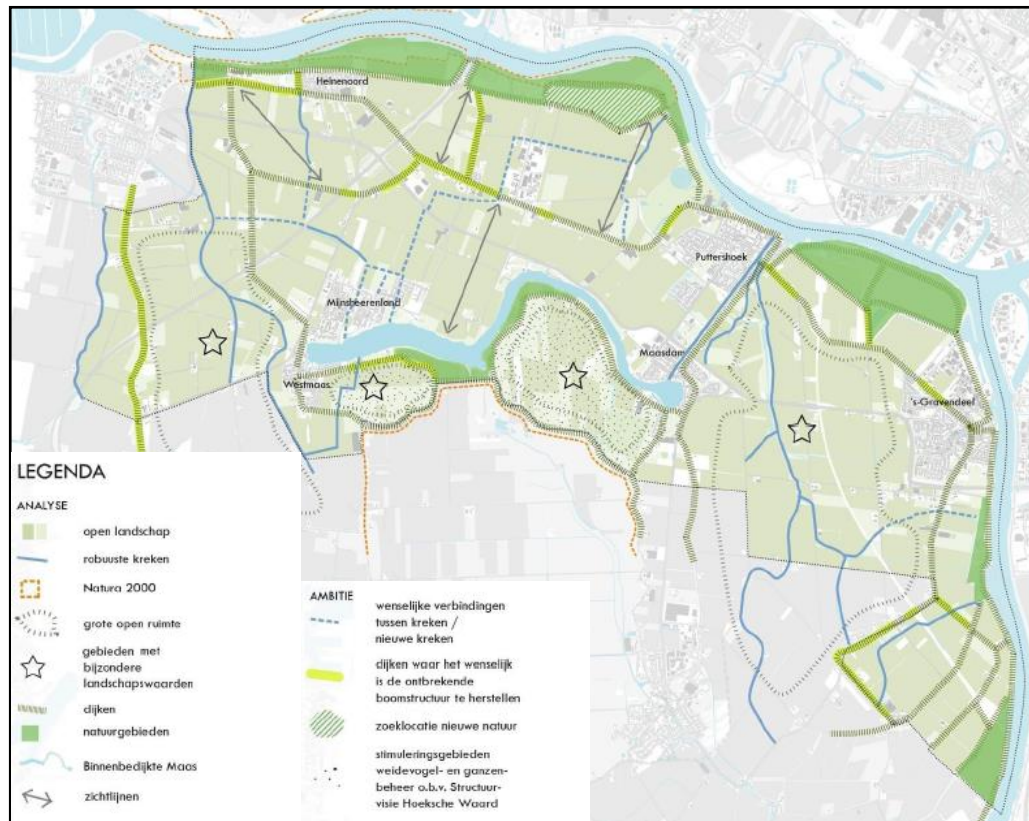 Heinenoord
Puttershoek
Mijnsheerenland
Maasdam
Westmaas
's-Gravendeel
LEGENDA
ANALYSE
open landschap
robuuste kreken
Natura 2000
grote open ruimte
gebieden met
bijzondere
landschapswaarden
dijken
natuurgebieden
Binnenbedijkte Maas
zichtlijnen
AMBITIE
wenselijke verbindingen
tussen kreken /
nieuwe kreken
dijken waar het wenselijk
is de ontbrekende
boomstructuur te herstellen
zoeklocatie nieuwe natuur
stimuleringsgebieden
weidevogel- en ganzen-
beheer o.b.v. Structuur-
visie Hoeksche Waard